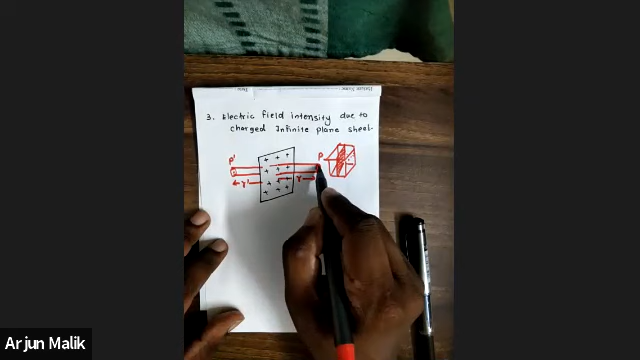 3. Electric field intensity due to
charged Infinite plane sheet-
P'
P
r'
r
Arjun Malik